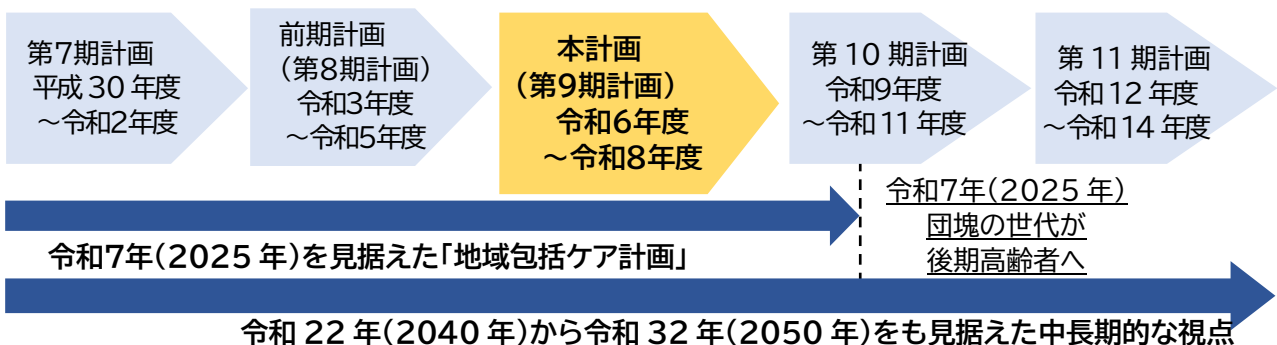 第7期計画
平成 30 年度
～令和2年度
前期計画
(第8期計画)
令和3年度
～令和5年度
本計画
(第9期計画)
令和6年度
～令和8年度
第 10 期計画
令和9年度
～令和 11 年度
第 11 期計画
令和 12 年度
～令和 14 年度
令和7年(2025 年)
団塊の世代が
後期高齢者へ
令和7年(2025 年)を見据えた「地域包括ケア計画」
令和 22 年(2040 年)から令和 32 年(2050 年)をも見据えた中長期的な視点